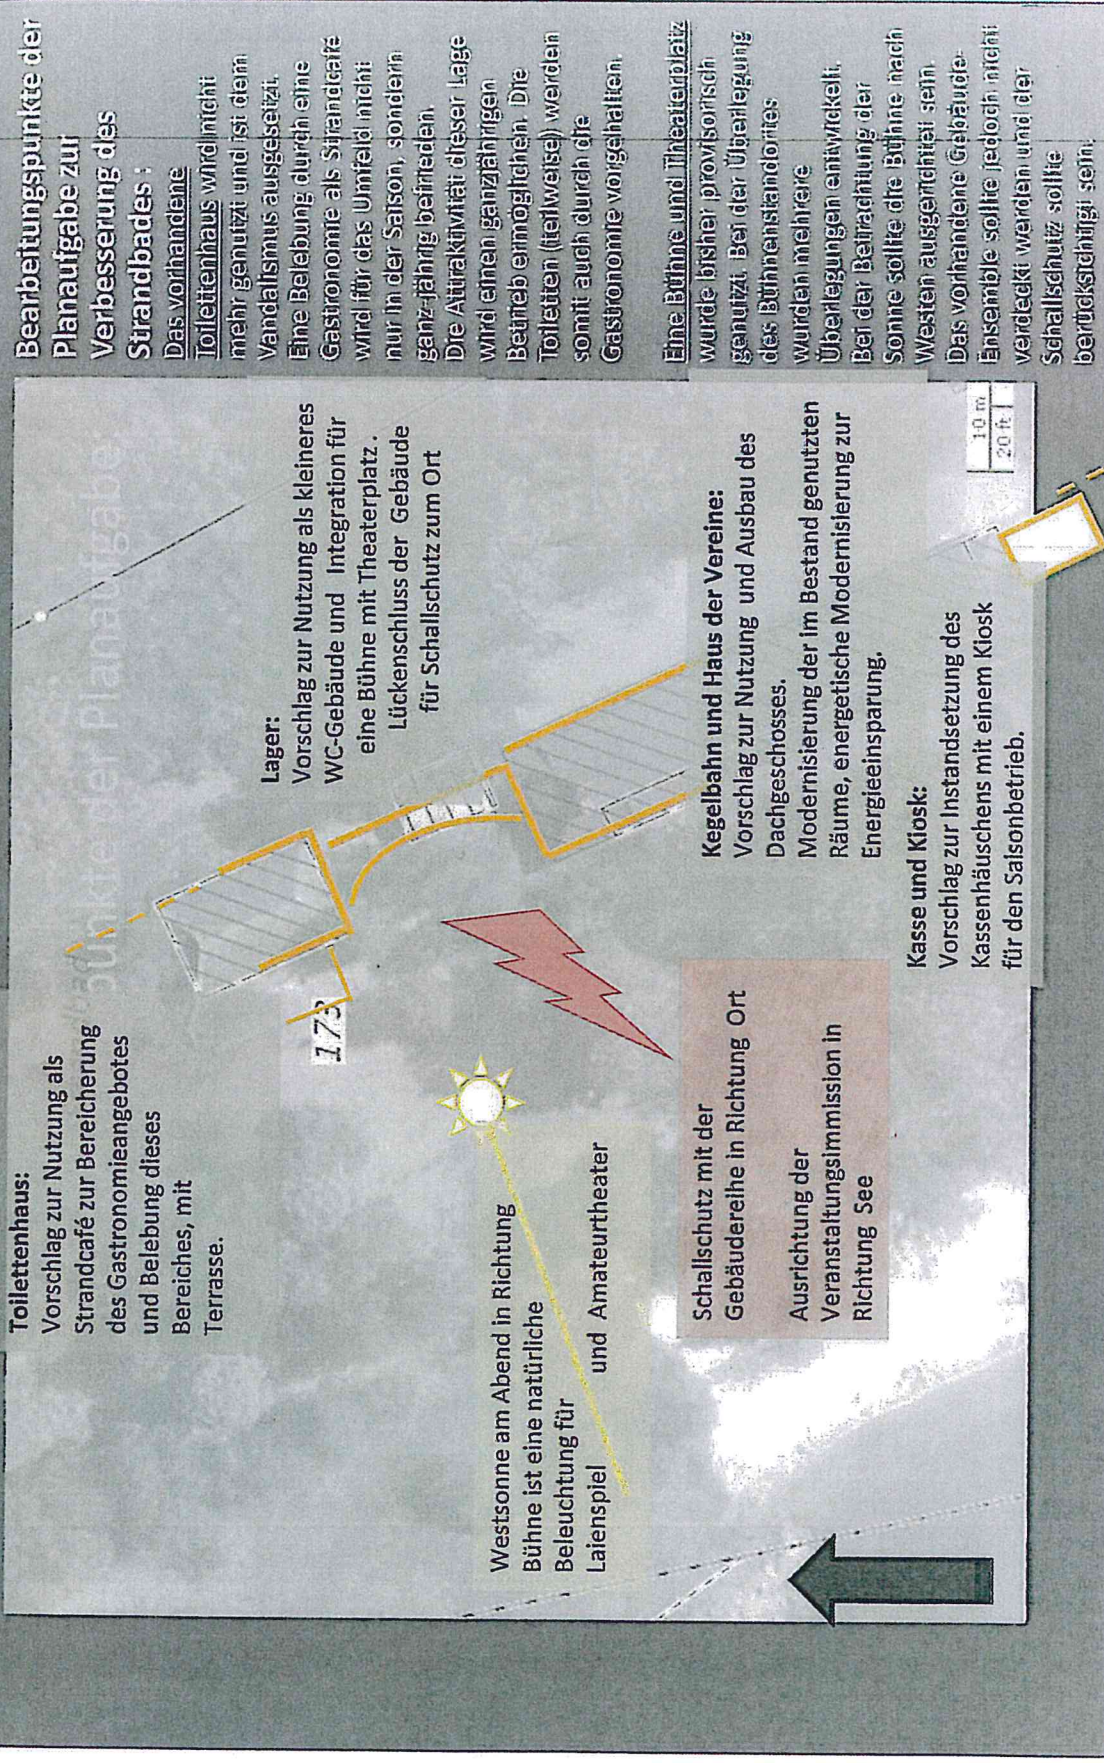 Bearbeitungspunkte der
Planaufgabe zur
Verbesserung des
Strandbades :
Das vorhandene
Toilettenhaus wird nicht
mehr genutzt und ist dem
Vandalismus ausgesetzt.
Eine Belebung durch eine
Gastronomie als Strandcafé
wird für das Umfeld nicht
nur in der Saison, sondern
ganz-jährig befrieden.
Die Attraktivität dieser Lage
wird einen ganzjährigen
Betrieb ermöglichen. Die
Toiletten (teilweise) werden
somit auch durch die
Gastronomie vorgehalten.
Eine Bühne und Theaterplatz
wurde bisher provisorisch
genutzt. Bei der Überlegung
des Bühnenstandortes
wurden mehrere
Überlegungen entwickelt.
Bei der Betrachtung der
Sonne sollte die Bühne nach
Westen ausgerichtet sein.
Das vorhandene Gebäude-
Ensemble sollte jedoch nicht
verdeckt werden und der
Schallschutz sollte
berücksichtigt sein.
punkte der Planaufgabe:
Toilettenhaus:
Vorschlag zur Nutzung als
Strandcafé zur Bereicherung
des Gastronomieangebotes
und Belebung dieses
Bereiches, mit
Terrasse.
173
Lager:
Vorschlag zur Nutzung als kleineres
WC-Gebäude und Integration für
eine Bühne mit Theaterplatz .
Lückenschluss der Gebäude
für Schallschutz zum Ort
Westsonne am Abend in Richtung
Bühne ist eine natürliche
Beleuchtung für
Laienspiel und Amateurtheater
Schallschutz mit der
Gebäudereihe in Richtung Ort
Ausrichtung der
Veranstaltungsimmission in
Richtung See
Kegelbahn und Haus der Vereine:
Vorschlag zur Nutzung und Ausbau des
Dachgeschosses.
Modernisierung der im Bestand genutzten
Räume, energetische Modernisierung zur
Energieeinsparung.
Kasse und Kiosk:
Vorschlag zur Instandsetzung des
Kassenhäuschens mit einem Kiosk
für den Saisonbetrieb.
10 m
20 ft